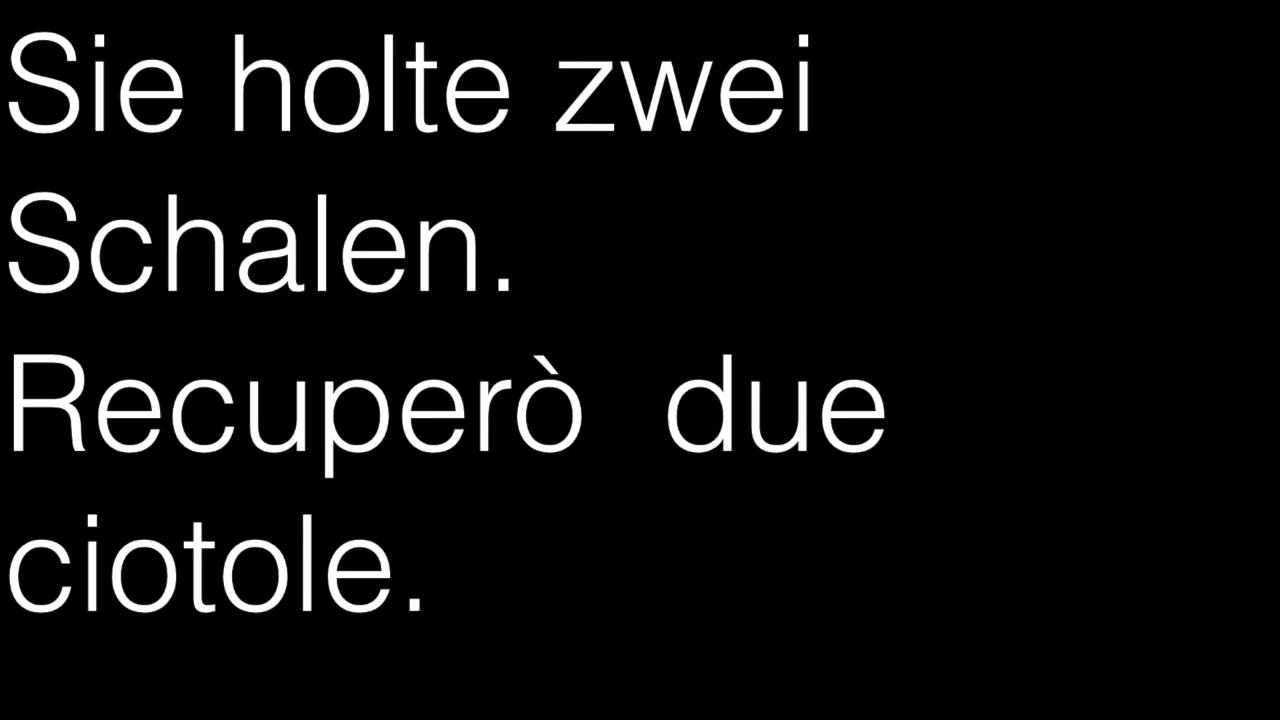 Sie holte zwei
Schalen.
Recuperò  due
ciotole.